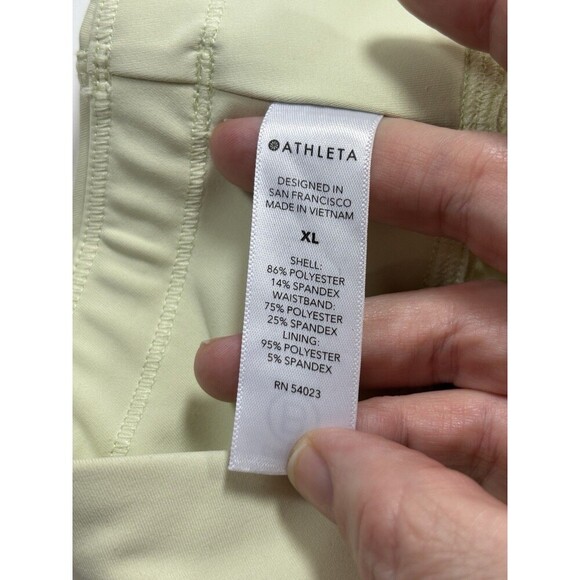 ATHLETA
DESIGNED IN
SAN FRANCISCO
MADE IN VIETNAM
XL
SHELL:
86% POLYESTER
14% SPANDEX
WAISTBAND:
75% POLYESTER
25% SPANDEX
LINING:
95% POLYESTER
5% SPANDEX
RN 54023
B